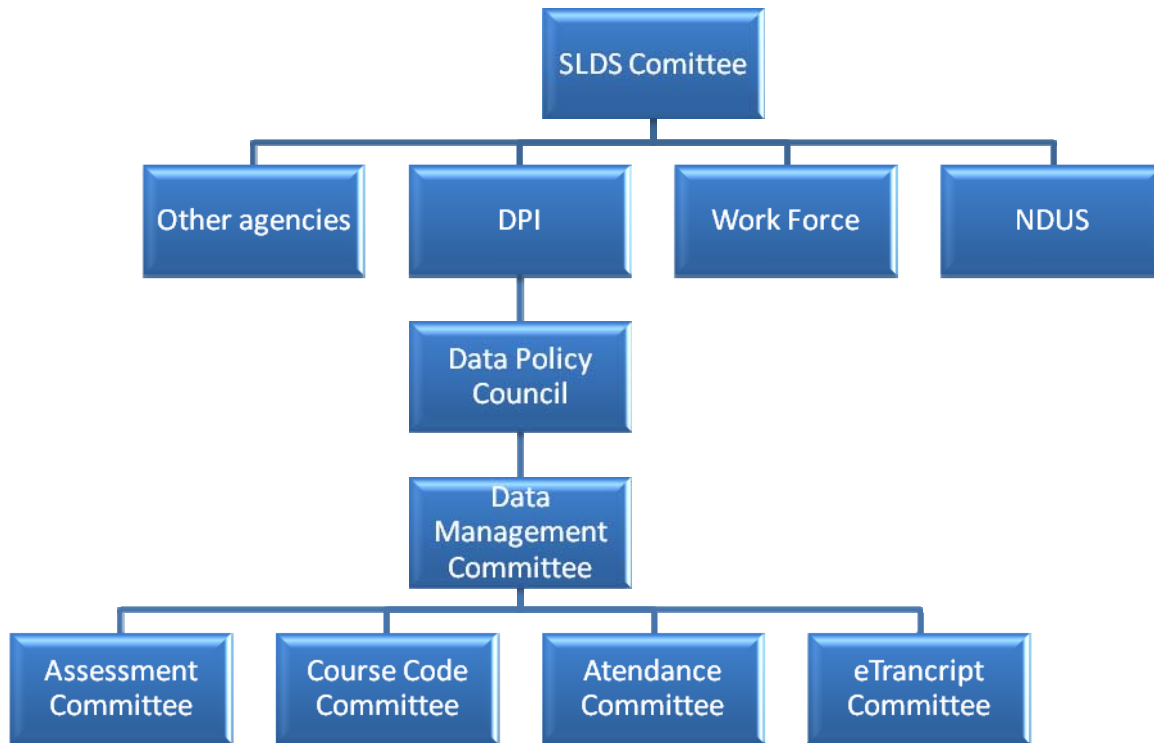 SLDS Comittee
Other agencies
DPI
Work Force
NDUS
Data Policy
Council
Data
Management
Committee
Assessment
Committee
Course Code
Committee
Atendance
Committee
eTrancript
Committee